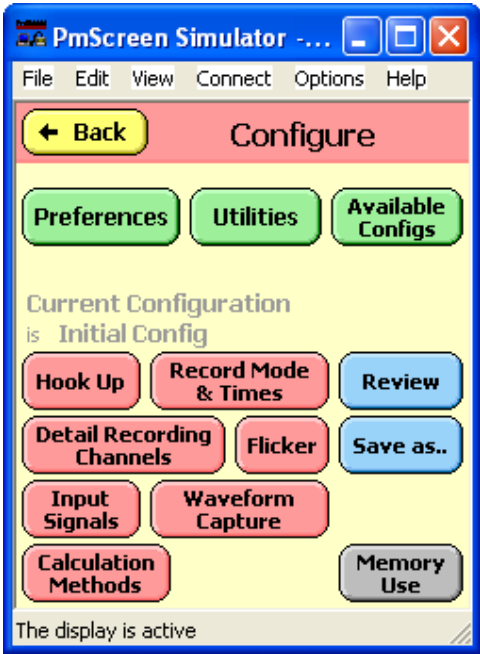 PmScreen Simulator -...
File Edit View Connect Options Help
Back Configure
Preferences Utilities Available
Configs
Current Configuration
is Initial Config
Hook Up Record Mode
& Times Review
Detail Recording
Channels Flicker Save as..
Input
Signals Waveform
Capture
Calculation
Methods Memory
Use
The display is active